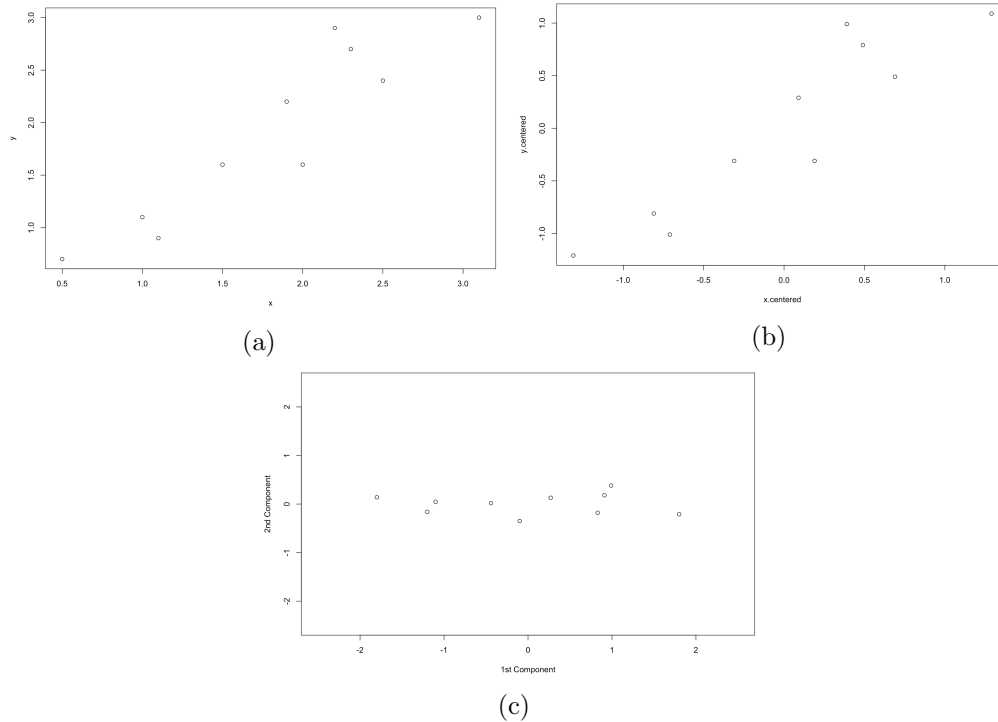 3.0
2.5
2.0
1.5
1.0
y
0.5 1.0 1.5 2.0 2.5 3.0
x
(a)
1.0
0.5
0.0
-0.5
-1.0
y.centered
-1.0 -0.5 0.0 0.5 1.0
x.centered
(b)
2
1
0
-1
-2
2nd Component
-2 -1 0 1 2
1st Component
(c)